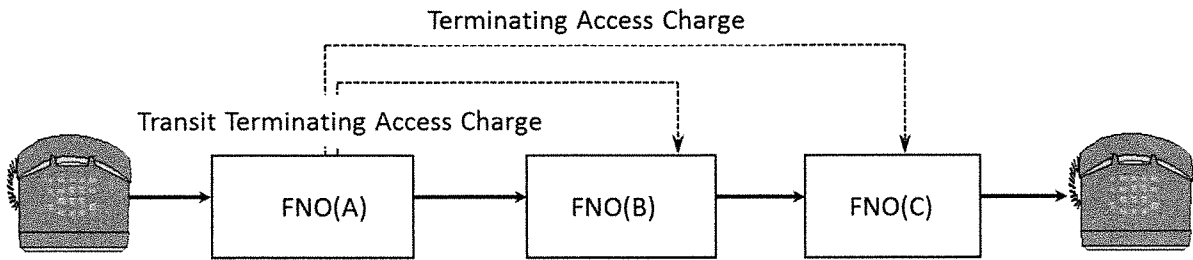 Terminating Access Charge
Transit Terminating Access Charge
FNO(A)
FNO(B)
FNO(C)